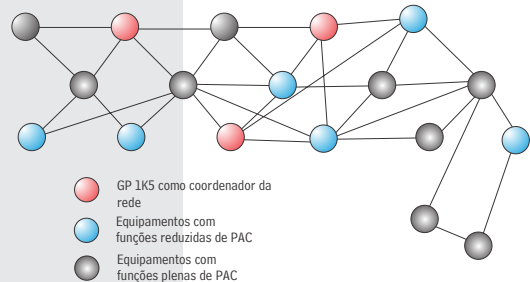 GP 1K5 como coordenador da
rede
Equipamentos com
funções reduzidas de PAC
Equipamentos com
funções plenas de PAC